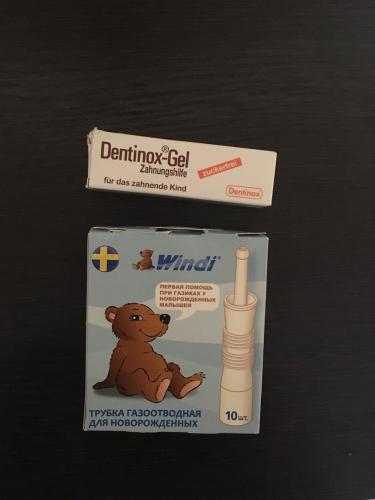 Dentinox®-Gel
Zahnungshilfe
zuckerfrei
für das zahnende Kind
Dentinox
Windi®
ПЕРВАЯ ПОМОЩЬ
ПРИ ГАЗИКАХ У
НОВОРОЖДЕННЫХ
МАЛЫШЕЙ
ТРУБКА ГАЗООТВОДНАЯ
ДЛЯ НОВОРОЖДЕННЫХ
10 шт.